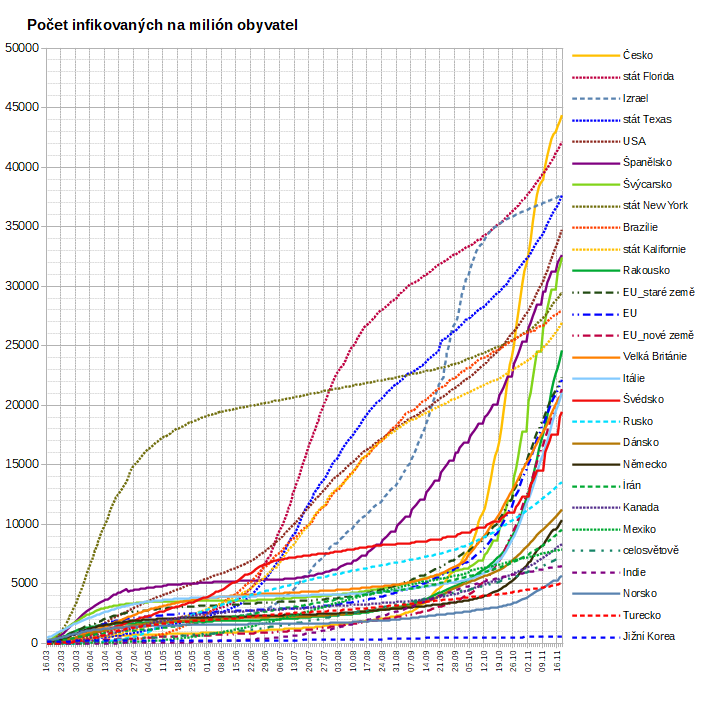 Počet infikovaných na milión obyvatel
50000
45000
40000
35000
30000
25000
20000
15000
10000
5000
0
16.03
23.03
30.03
06.04
13.04
20.04
27.04
04.05
11.05
18.05
25.05
01.06
08.06
15.06
22.06
29.06
06.07
13.07
20.07
27.07
03.08
10.08
17.08
24.08
31.08
07.09
14.09
21.09
28.09
05.10
12.10
19.10
26.10
02.11
09.11
16.11
Česko
stát Florida
Izrael
stát Texas
USA
Španělsko
Švýcarsko
stát New York
Brazílie
stát Kalifornie
Rakousko
EU_staré země
EU
EU_nové země
Velká Británie
Itálie
Švédsko
Rusko
Dánsko
Německo
Írán
Kanada
Mexiko
celosvětově
Indie
Norsko
Turecko
Jižní Korea